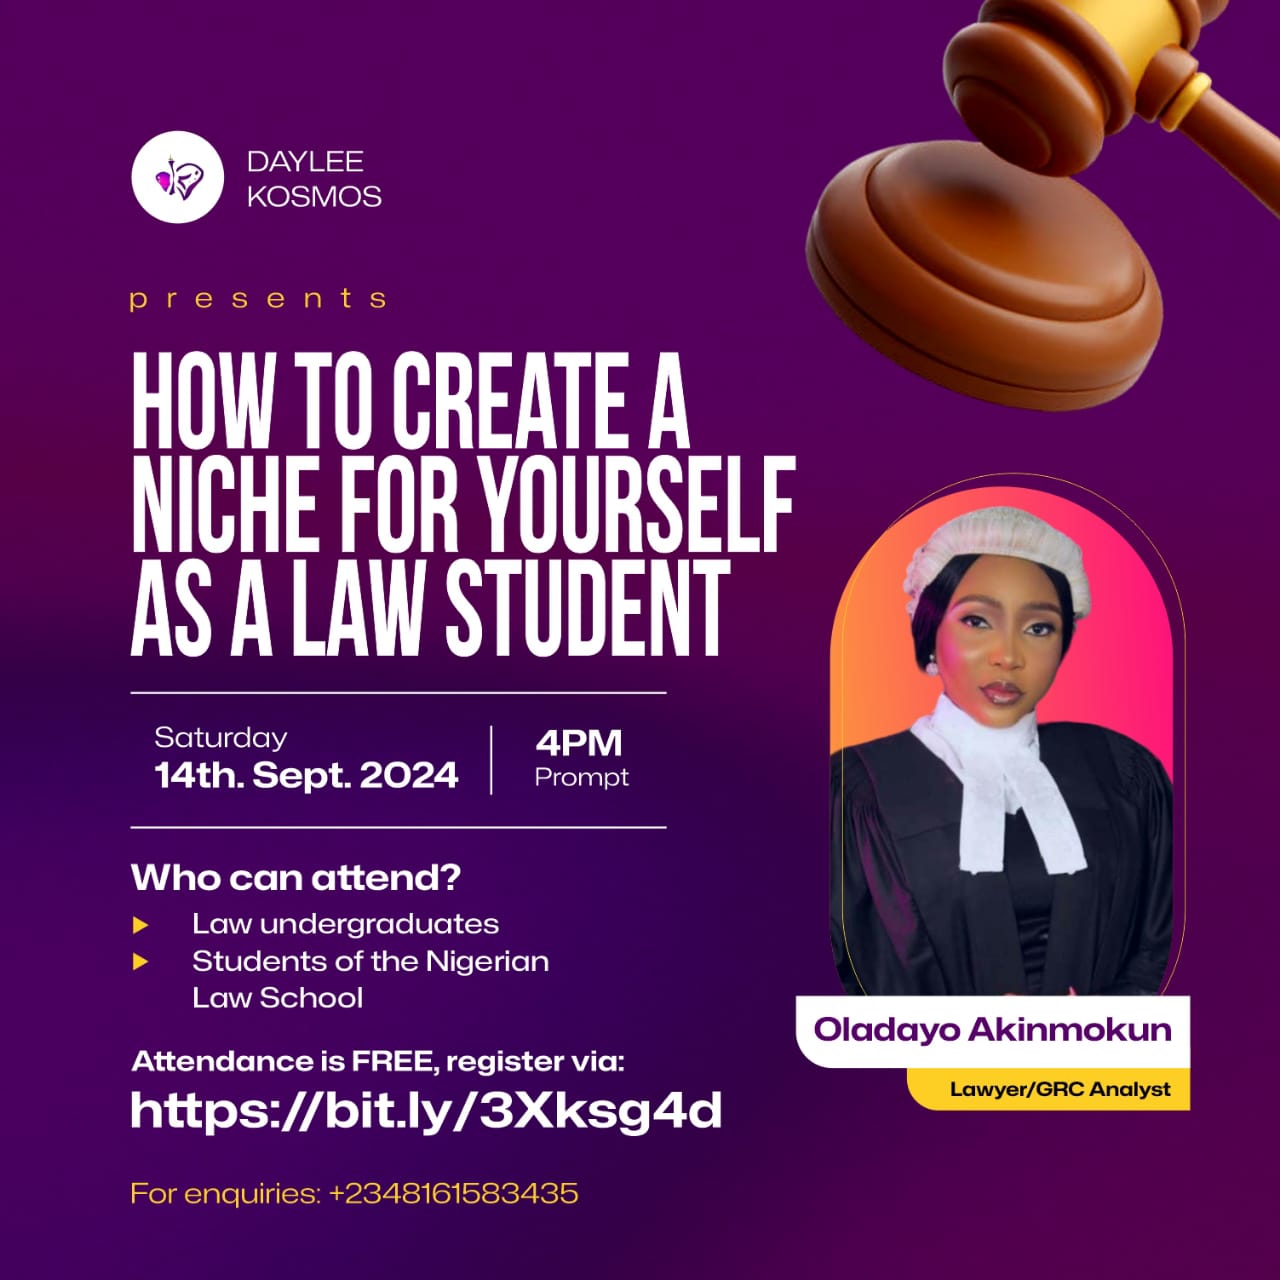 DAYLEE
KOSMOS
presents
HOW TO CREATE A
NICHE FOR YOURSELF
AS A LAW STUDENT
Saturday
14th. Sept. 2024
4PM
Prompt
Who can attend?
Law undergraduates
Students of the Nigerian
Law School
Attendance is FREE, register via:
https://bit.ly/3Xksg4d
For enquiries: +2348161583435
Oladayo Akinmokun
Lawyer/GRC Analyst